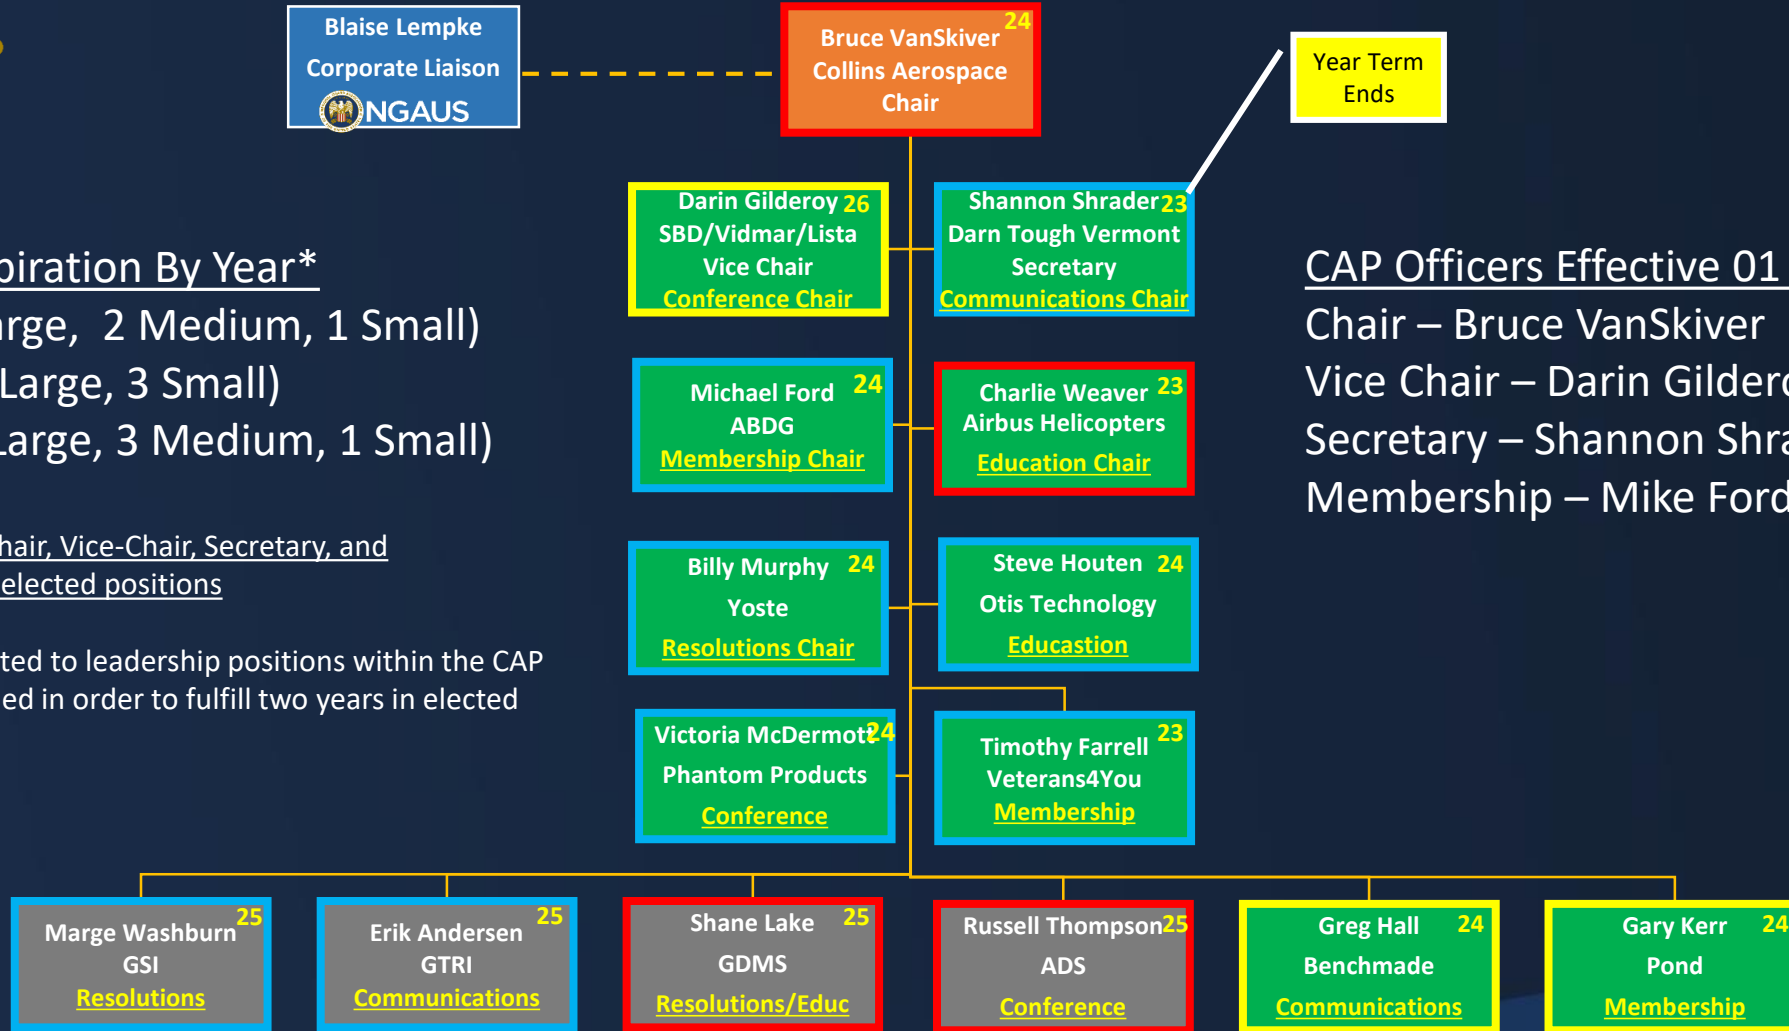 Blaise Lempke
Corporate Liaison
NGAUS
24
Bruce VanSkiver
Collins Aerospace
Chair
Year Term
Ends
Darin Gilderoy 26
SBD/Vidmar/Lista
Vice Chair
Conference Chair
Shannon Shrader 23
Darn Tough Vermont
Secretary
Communications Chair
piration By Year*
arge, 2 Medium, 1 Small)
Large, 3 Small)
Large, 3 Medium, 1 Small)
hair, Vice-Chair, Secretary, and
elected positions
ted to leadership positions within the CAP
ed in order to fulfill two years in elected
CAP Officers Effective 01
Chair – Bruce VanSkiver
Vice Chair – Darin Gildero
Secretary – Shannon Shra
Membership – Mike Ford
Michael Ford 24
ABDG
Membership Chair
Charlie Weaver 23
Airbus Helicopters
Education Chair
Billy Murphy 24
Yoste
Resolutions Chair
Steve Houten 24
Otis Technology
Educastion
Victoria McDermott 24
Phantom Products
Conference
Timothy Farrell 23
Veterans4You
Membership
Marge Washburn 25
GSI
Resolutions
Erik Andersen 25
GTRI
Communications
Shane Lake 25
GDMS
Resolutions/Educ
Russell Thompson 25
ADS
Conference
Greg Hall 24
Benchmade
Communications
Gary Kerr 24
Pond
Membership